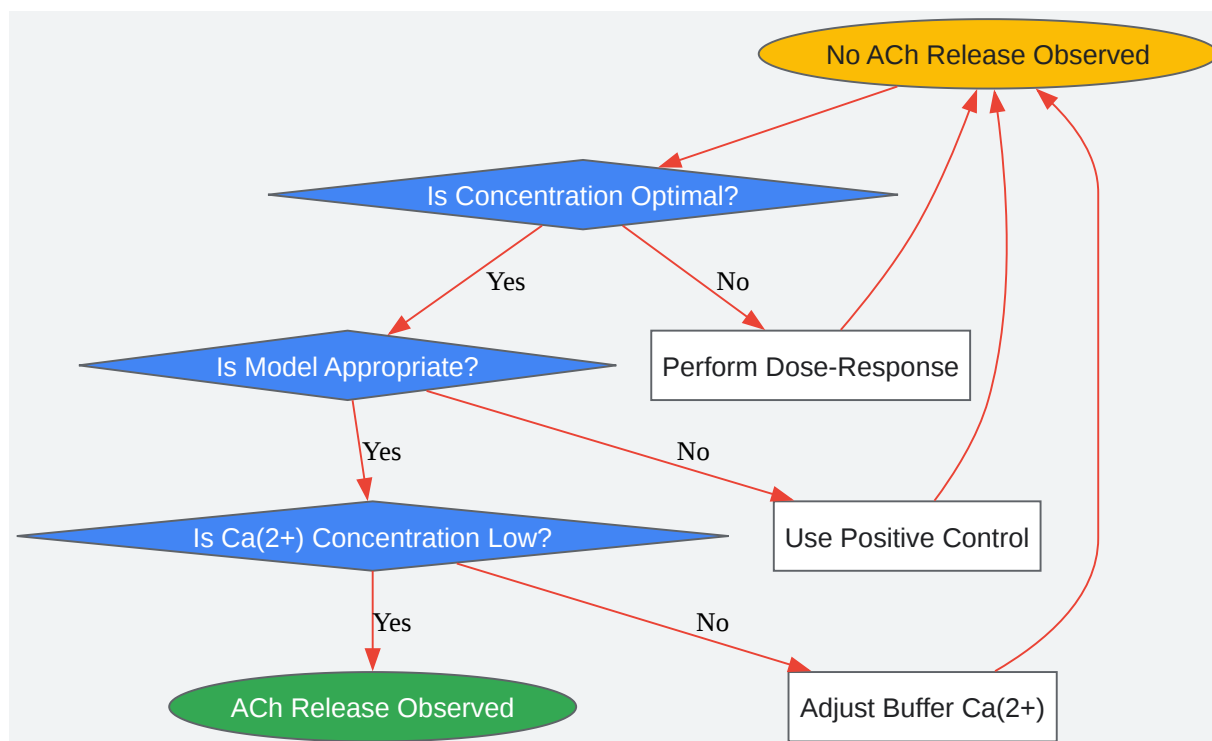 No ACh Release Observed
Is Concentration Optimal?
Yes
No
Is Model Appropriate?
Perform Dose-Response
Yes
No
Is Ca(2+) Concentration Low?
Use Positive Control
Yes
No
ACh Release Observed
Adjust Buffer Ca(2+)